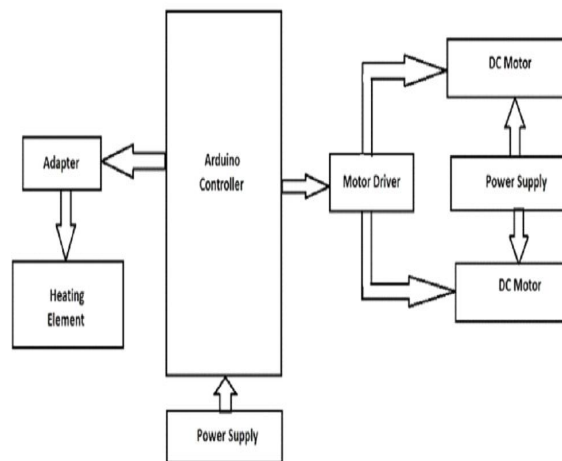 DC Motor
Adapter
Arduino
Controller
Motor Driver
Power Supply
Heating
Element
DC Motor
Power Supply